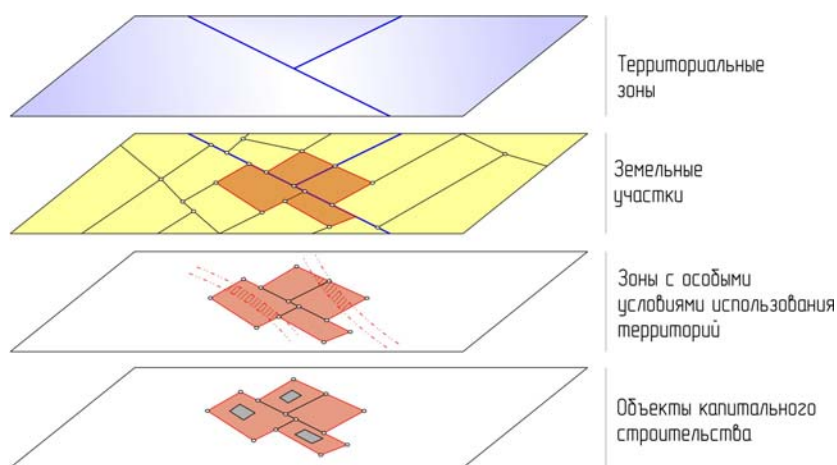 Территориальные
зоны
Земельные
участки
Зоны с особыми
условиями использования
территорий
Объекты капитального
строительства